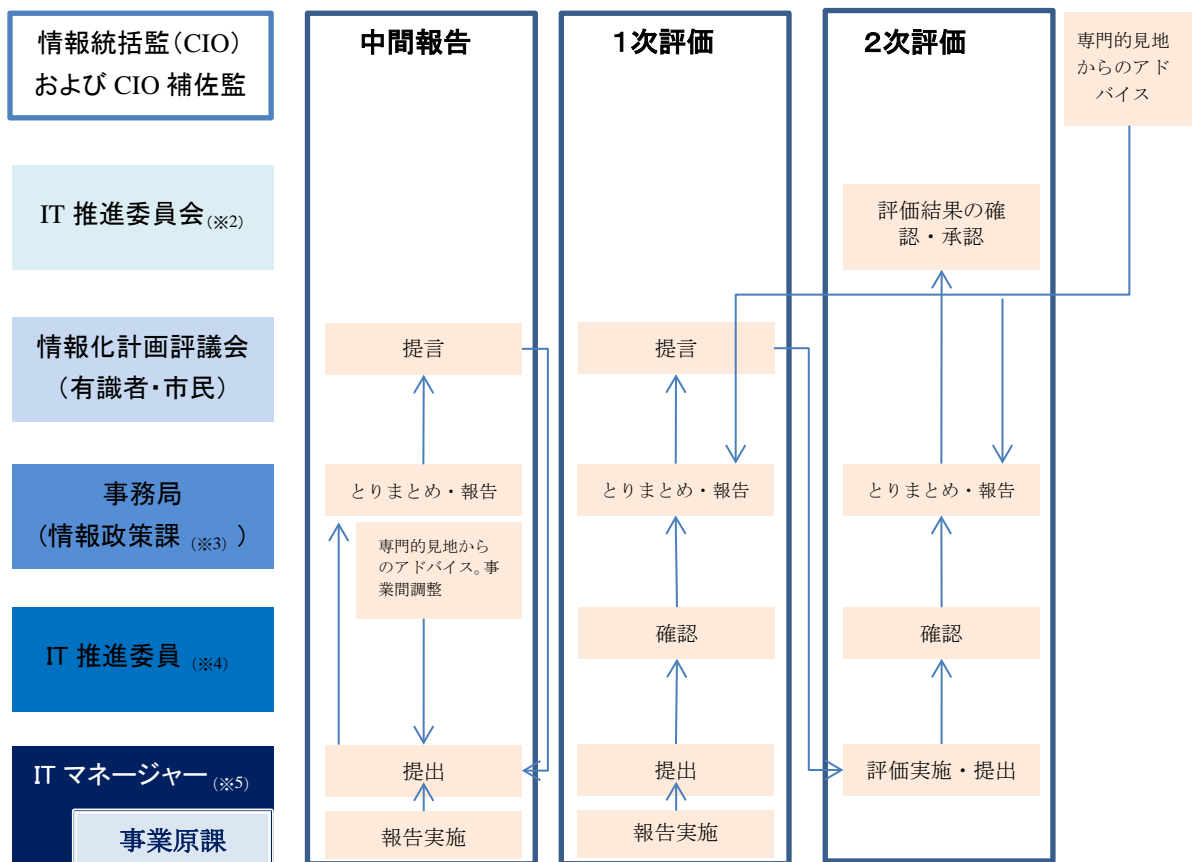 情報統括監（CIO）
および CIO 補佐監
中間報告
1次評価
2次評価
専門的見地
からのアド
バイス
IT 推進委員会(※2)
評価結果の確
認・承認
情報化計画評議会
（有識者・市民）
提言
提言
事務局
（情報政策課 (※3) ）
とりまとめ・報告
とりまとめ・報告
とりまとめ・報告
専門的見地から
のアドバイス。事
業間調整
IT 推進委員 (※4)
確認
確認
IT マネージャー(※5)
提出
提出
評価実施・提出
事業原課
報告実施
報告実施